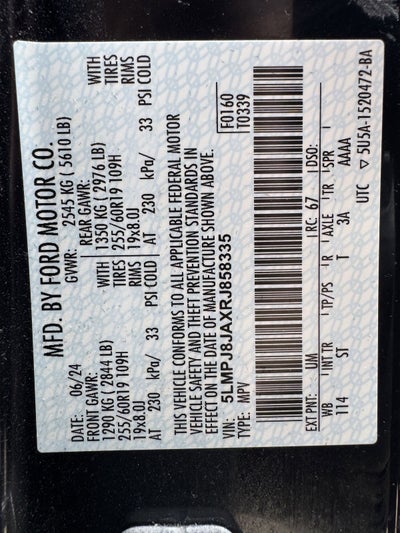 MFD. BY FORD MOTOR CO.
DATE: 06/24 GVWR: 2545 KG ( 5610 LB)
FRONT GAWR: REAR GAWR:
1290 KG ( 2844 LB) WITH 1350 KG ( 2976 LB) WITH
255/60R19 109H TIRES 255/60R19 109H TIRES
19x8.0J RIMS 19x8.0J RIMS
AT 230 kPa/ 33 PSI COLD AT 230 kPa/ 33 PSI COLD
THIS VEHICLE CONFORMS TO ALL APPLICABLE FEDERAL MOTOR
VEHICLE SAFETY AND THEFT PREVENTION STANDARDS IN
EFFECT ON THE DATE OF MANUFACTURE SHOWN ABOVE.
VIN: 5LMPJ8JAXRJ858335 F0160
TYPE: MPV T0339
EXT PNT: UM RC: 67 DSO:
WB INT TR TP/PS R AXLE TR SPR
114 ST T 3A AAAA
UTC ▽ 5U5A-1520472-BA